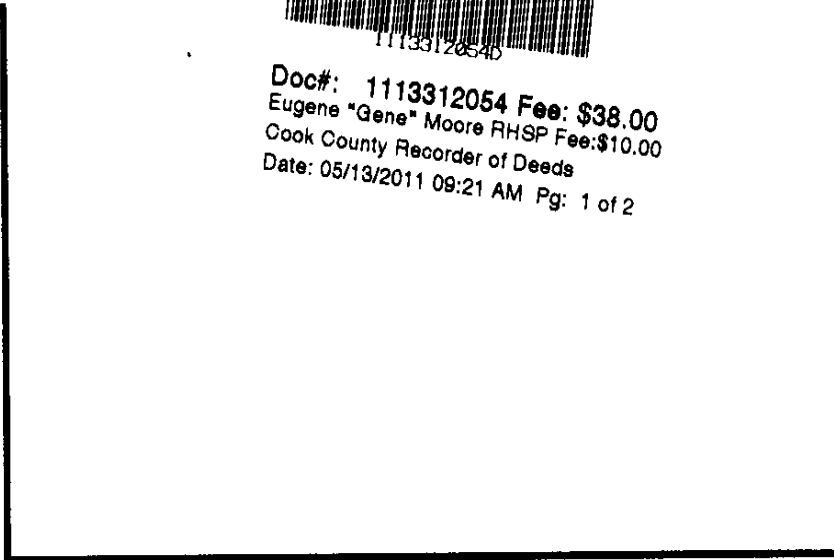 1113312054D
Doc#: 1113312054 Fee: $38.00
Eugene "Gene" Moore RHSP Fee:$10.00
Cook County Recorder of Deeds
Date: 05/13/2011 09:21 AM Pg: 1 of 2